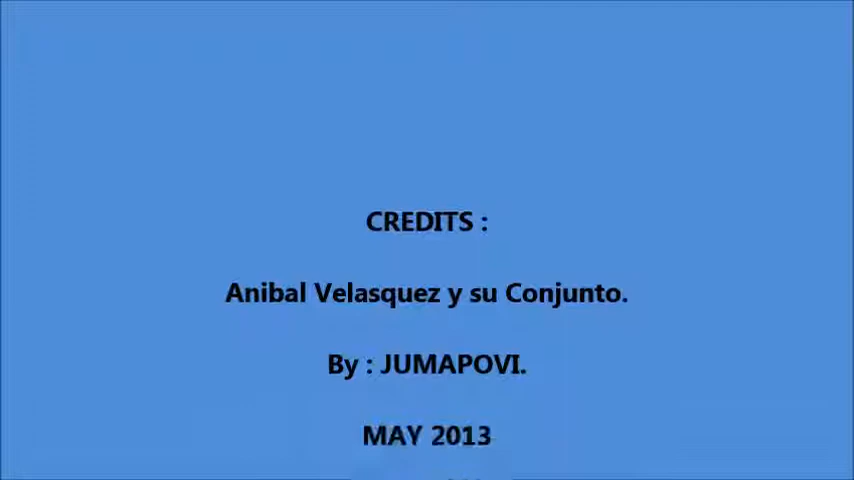 CREDITS :
Anibal Velasquez y su Conjunto.
By : JUMAPOVI.
MAY 2013